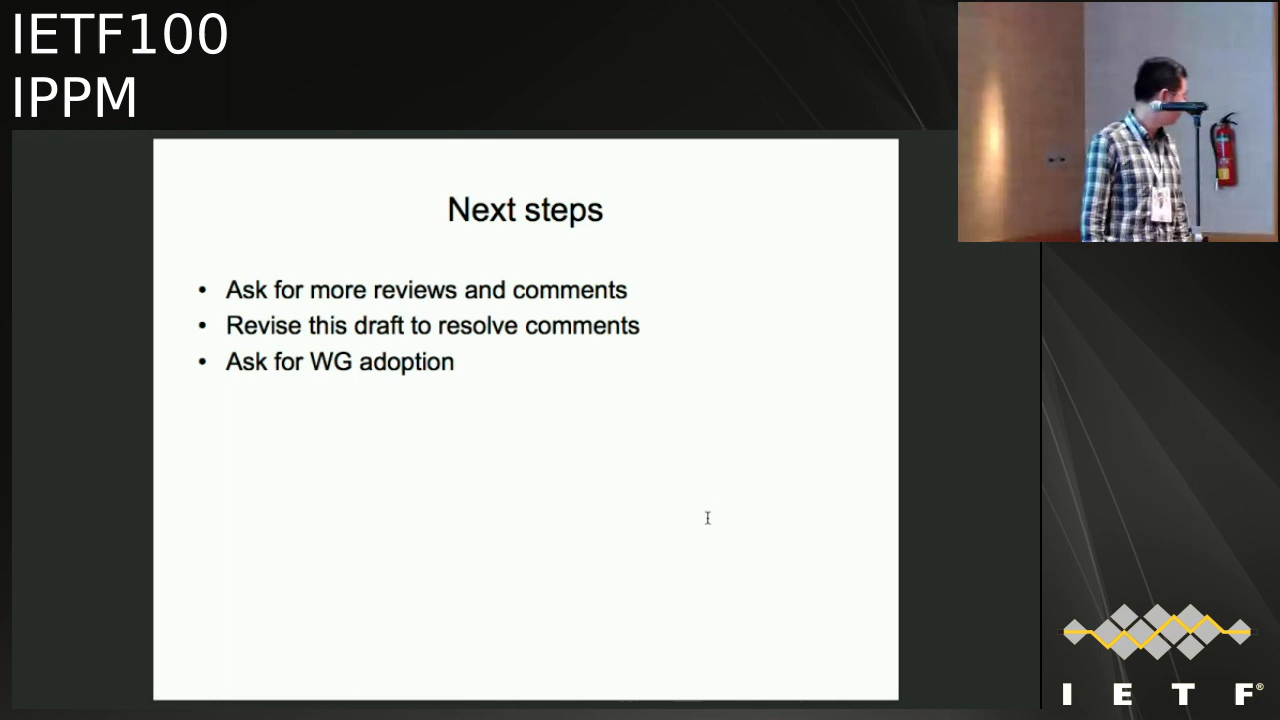 IETF100
IPPM
Next steps
• Ask for more reviews and comments
• Revise this draft to resolve comments
• Ask for WG adoption
I E T F®